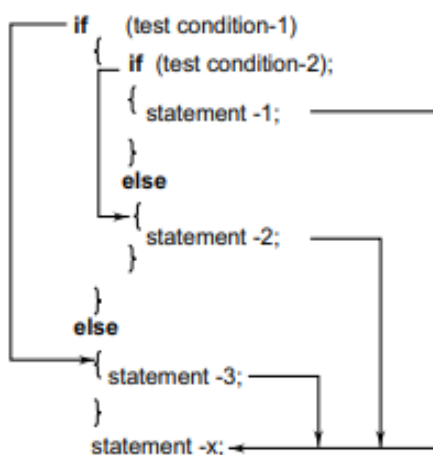 if (test condition-1)
{
if (test condition-2);
{
statement -1;
}
else
{
statement -2;
}
}
else
{
statement -3;
}
statement -x;